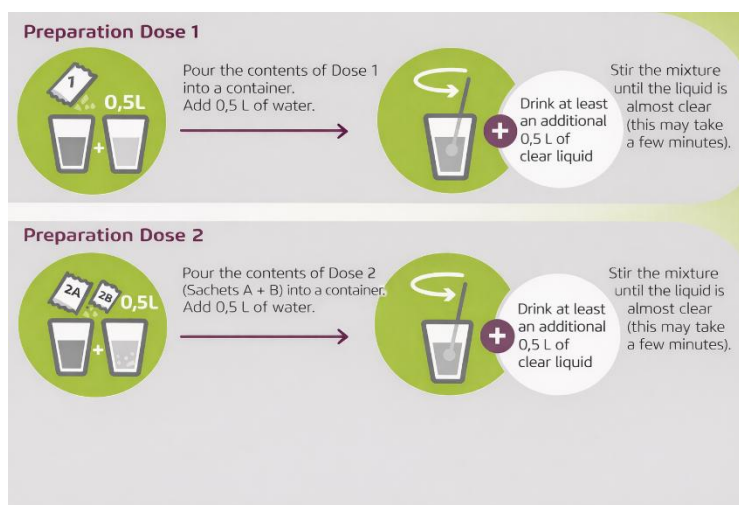 Preparation Dose 1
1
0,5L
+
Pour the contents of Dose 1
into a container.
Add 0,5 L of water.
+
Drink at least
an additional
0,5 L of
clear liquid
Stir the mixture
until the liquid is
almost clear
(this may take
a few minutes).
Preparation Dose 2
2A
2B
0,5L
+
Pour the contents of Dose 2
(Sachets A + B) into a container.
Add 0,5 L of water.
+
Drink at least
an additional
0,5 L of
clear liquid
Stir the mixture
until the liquid is
almost clear
(this may take
a few minutes).